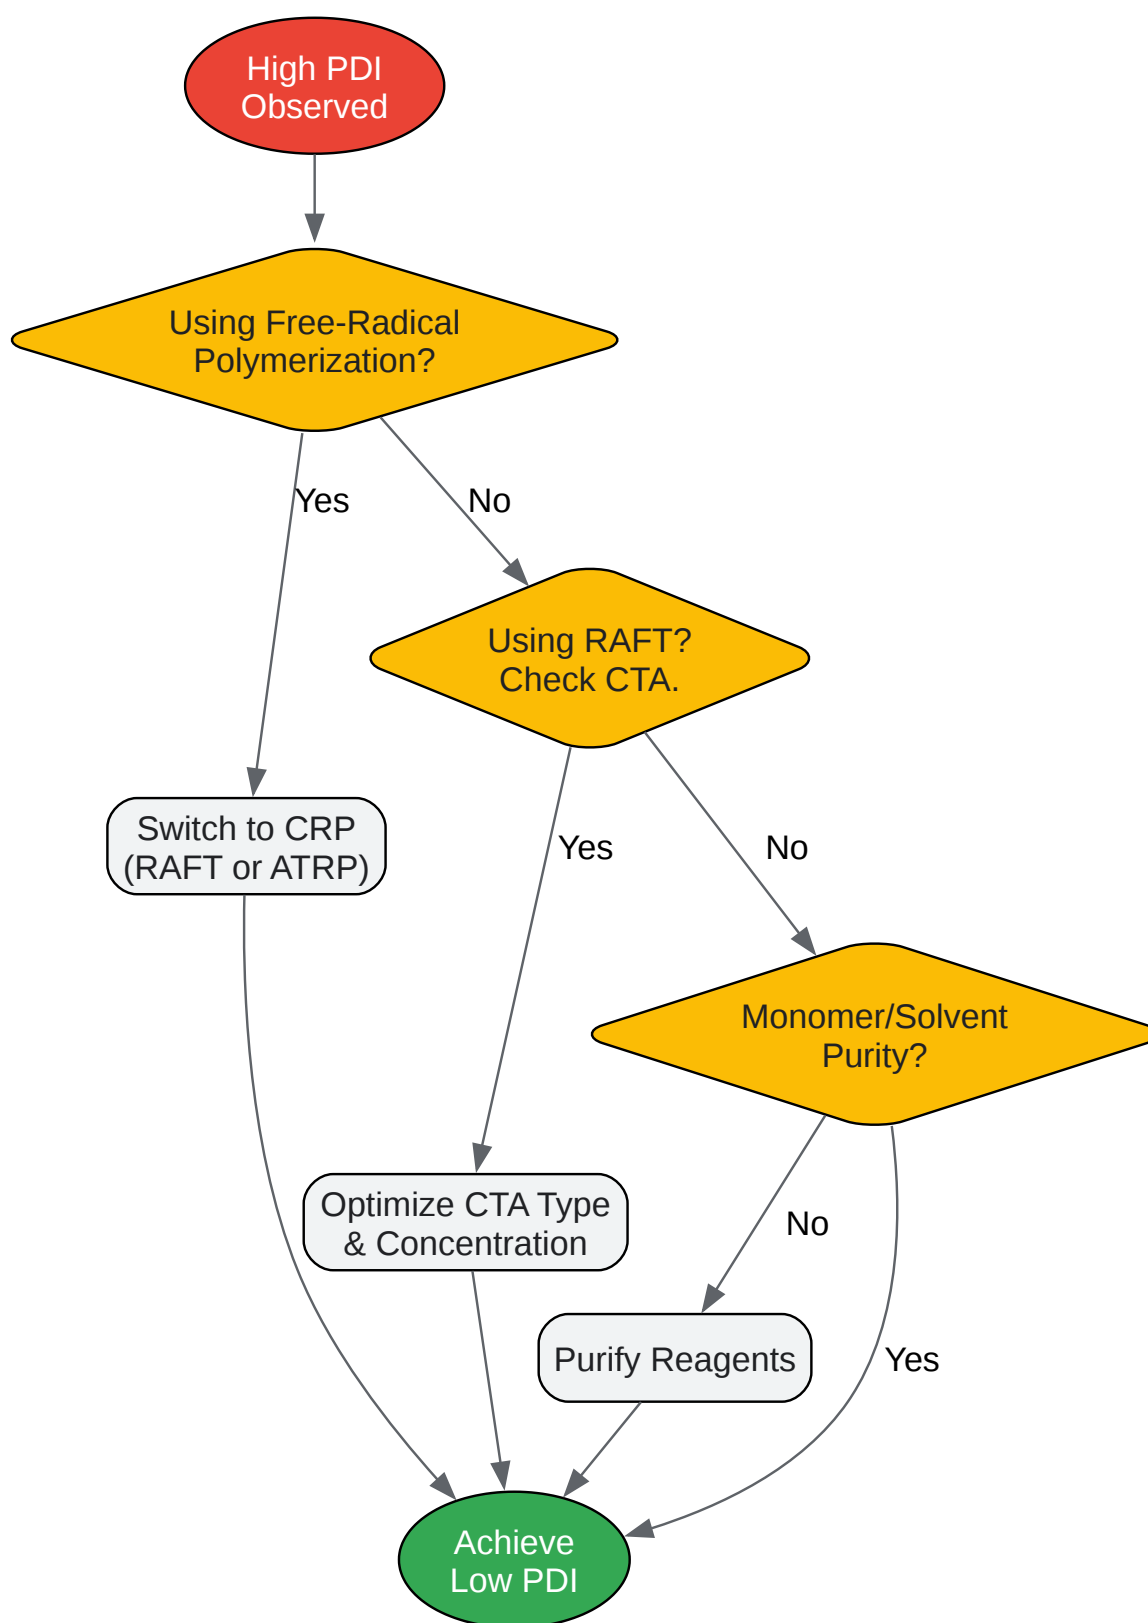 High PDI
Observed
Using Free-Radical
Polymerization?
Yes
No
Using RAFT?
Check CTA.
Switch to CRP
(RAFT or ATRP)
Yes
No
Monomer/Solvent
Purity?
Optimize CTA Type
& Concentration
No
Purify Reagents
Yes
Achieve
Low PDI